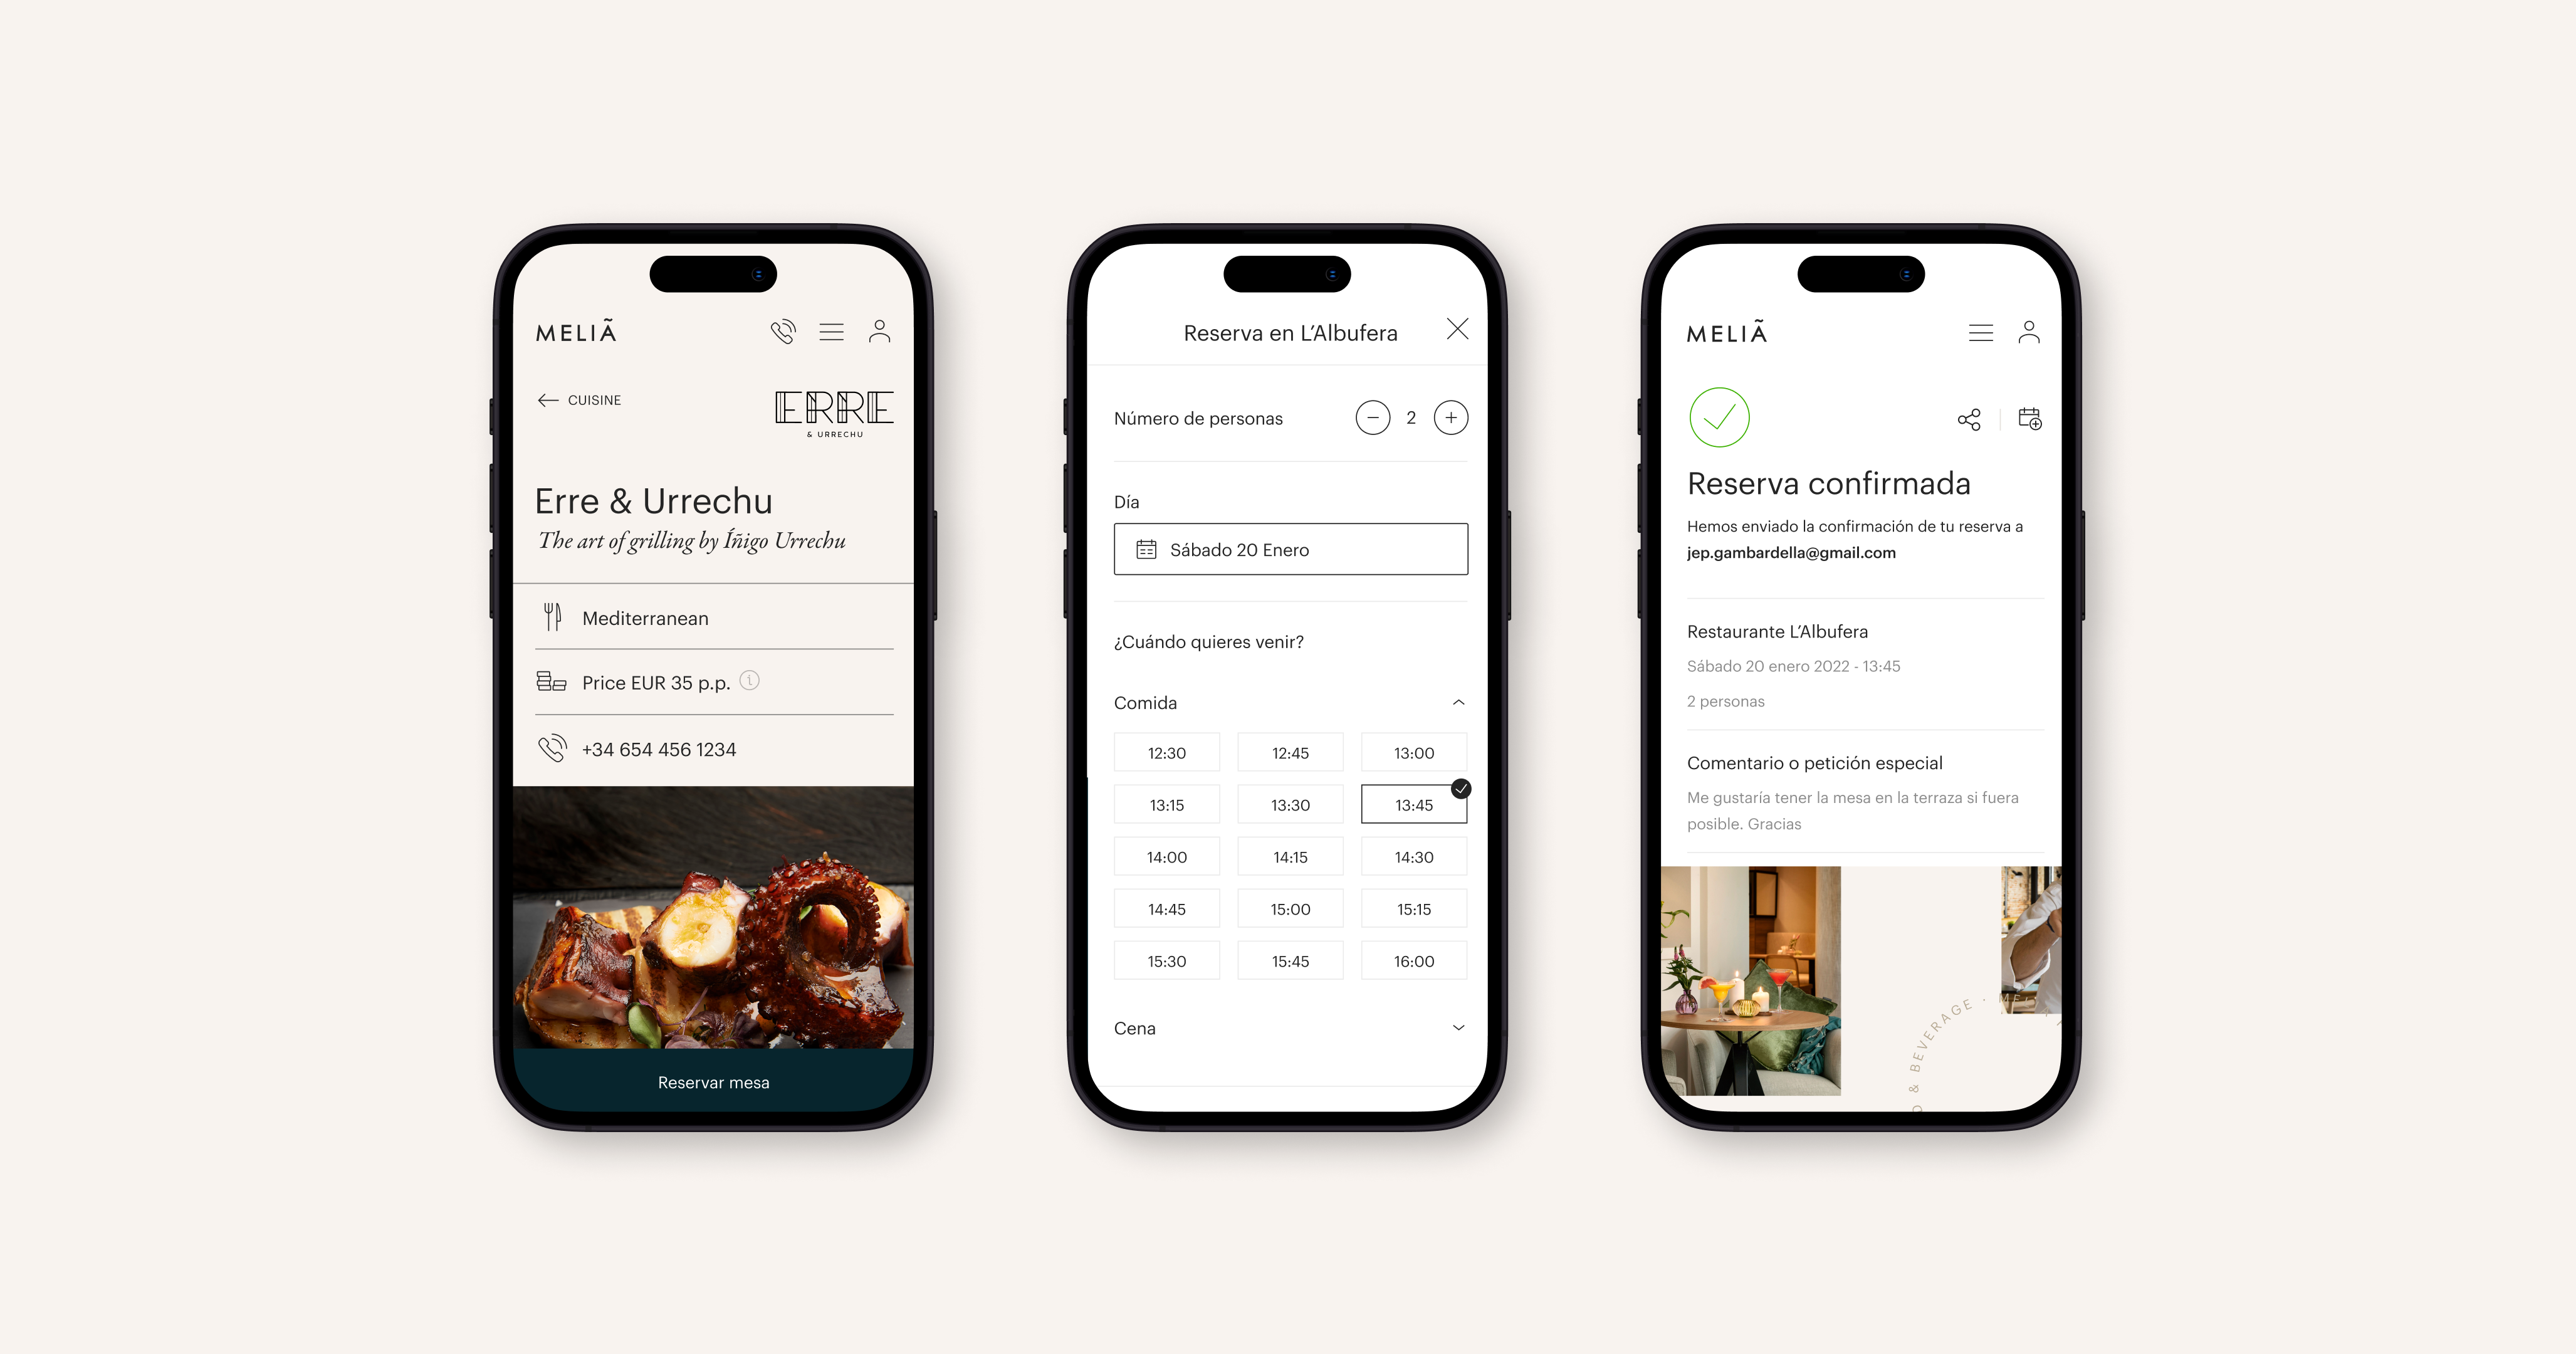 MELIÃ
← CUISINE
ERRE
& URRECHU
Erre & Urrechu
The art of grilling by Íñigo Urrechu
Mediterranean
Price EUR 35 p.p.
+34 654 456 1234
Reservar mesa
Reserva en L’Albufera
Número de personas
2
Día
Sábado 20 Enero
¿Cuándo quieres venir?
Comida
12:30 12:45 13:00
13:15 13:30 13:45
14:00 14:15 14:30
14:45 15:00 15:15
15:30 15:45 16:00
Cena
MELIÃ
Reserva confirmada
Hemos enviado la confirmación de tu reserva a
jep.gambardella@gmail.com
Restaurante L’Albufera
Sábado 20 enero 2022 - 13:45
2 personas
Comentario o petición especial
Me gustaría tener la mesa en la terraza si fuera
posible. Gracias
& BEVERAGE ·